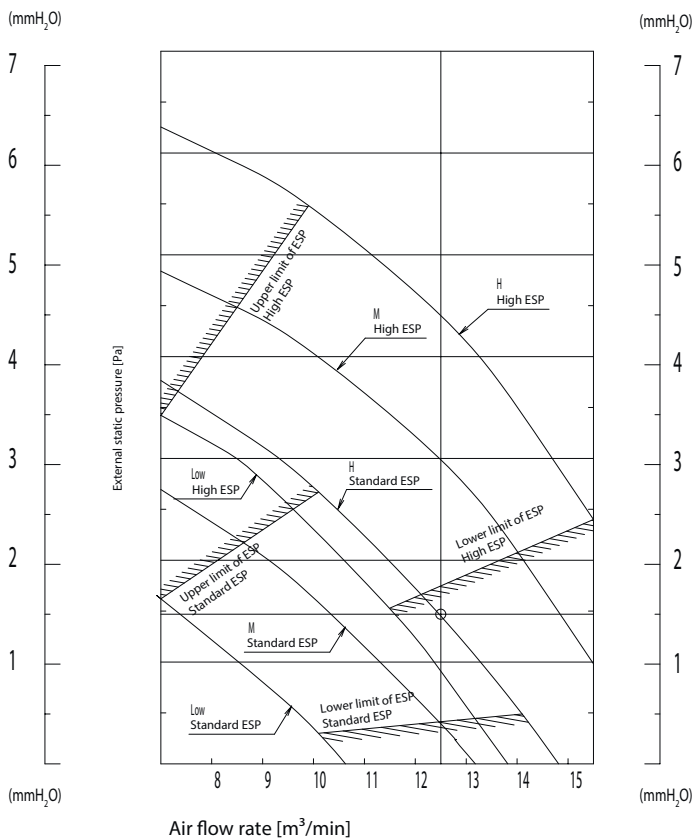 (mmH₂O)
(mmH₂O)
7
6
5
4
3
2
1
(mmH₂O)
External static pressure [Pa]
Upper limit of ESP
High ESP
H
High ESP
M
High ESP
Low
High ESP
H
Standard ESP
Lower limit of ESP
High ESP
Upper limit of ESP
Standard ESP
M
Standard ESP
Low
Standard ESP
Lower limit of ESP
Standard ESP
7
6
5
4
3
2
1
(mmH₂O)
8 9 10 11 12 13 14 15
Air flow rate [m³/min]